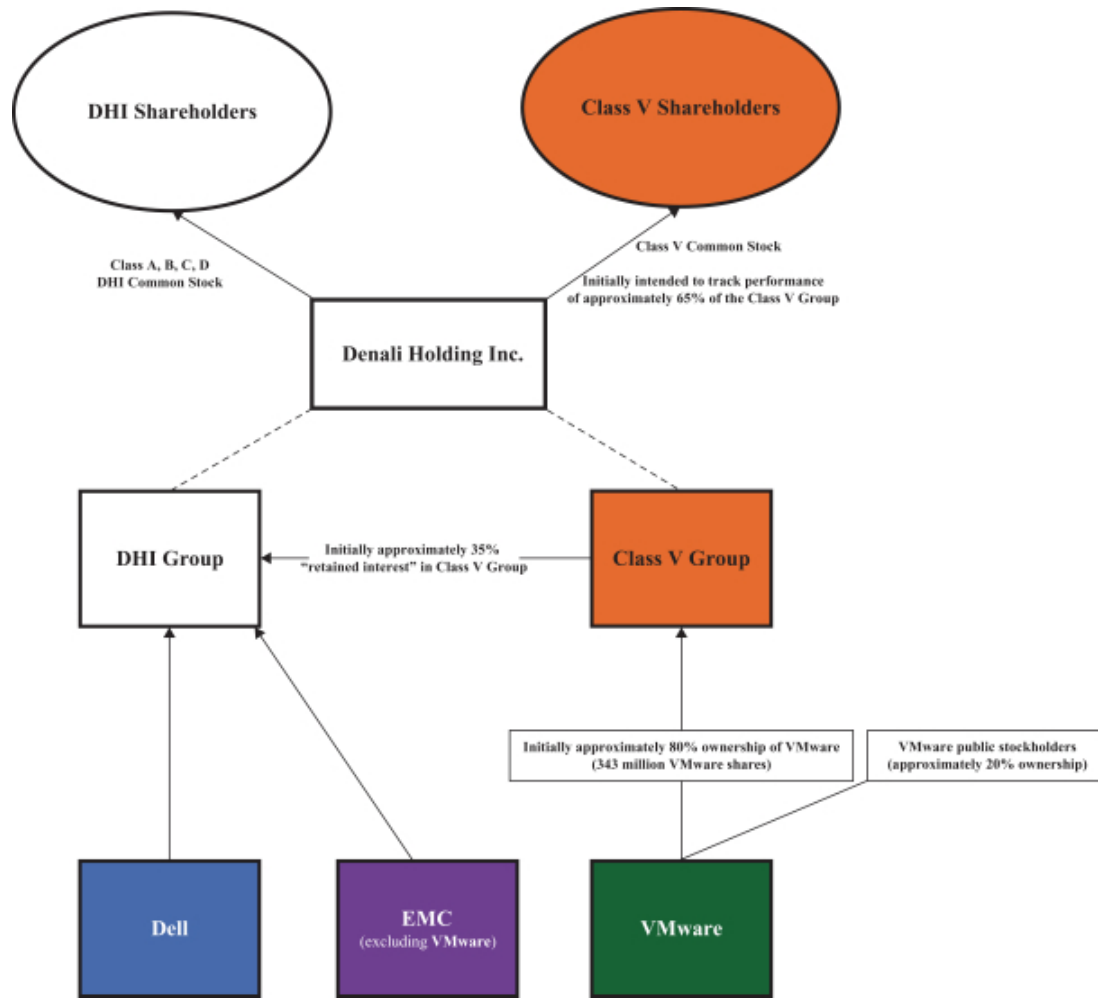 DHI Shareholders
Class V Shareholders
Class A, B, C, D
DHI Common Stock
Class V Common Stock
Initially intended to track performance
of approximately 65% of the Class V Group
Denali Holding Inc.
DHI Group
Initially approximately 35%
“retained interest” in Class V Group
Class V Group
Initially approximately 80% ownership of VMware
(343 million VMware shares)
VMware public stockholders
(approximately 20% ownership)
Dell
EMC
(excluding VMware)
VMware